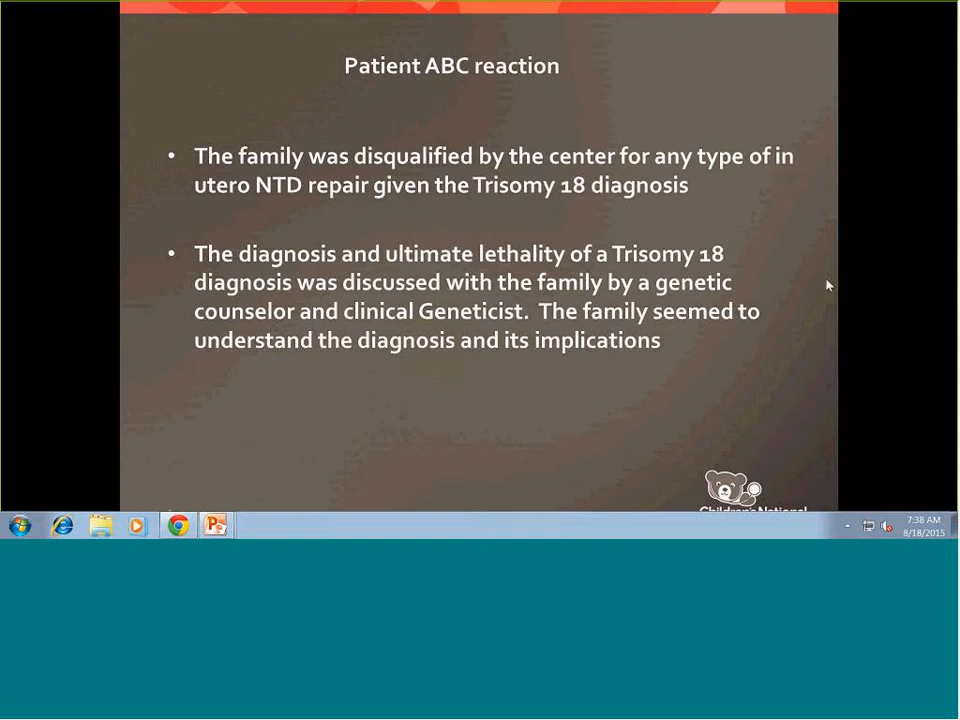 Patient ABC reaction
• The family was disqualified by the center for any type of in
utero NTD repair given the Trisomy 18 diagnosis
• The diagnosis and ultimate lethality of a Trisomy 18
diagnosis was discussed with the family by a genetic
counselor and clinical Geneticist. The family seemed to
understand the diagnosis and its implications
Children's National
7:38 AM
8/18/2015